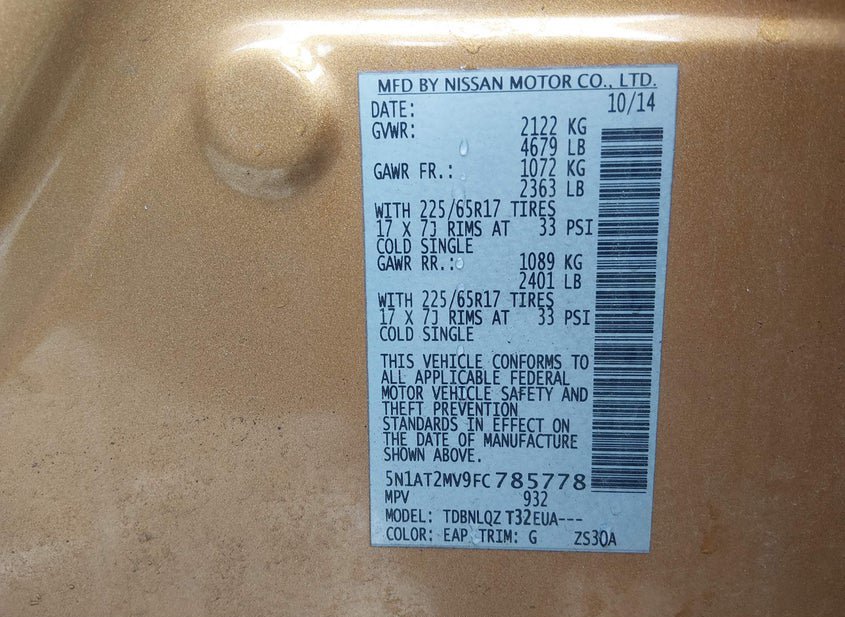 MFD BY NISSAN MOTOR CO., LTD.
DATE: 10/14
GVWR: 2122 KG
4679 LB
GAWR FR.: 1072 KG
2363 LB
WITH 225/65R17 TIRES
17 X 7J RIMS AT 33 PSI
COLD SINGLE
GAWR RR.: 1089 KG
2401 LB
WITH 225/65R17 TIRES
17 X 7J RIMS AT 33 PSI
COLD SINGLE
THIS VEHICLE CONFORMS TO
ALL APPLICABLE FEDERAL
MOTOR VEHICLE SAFETY AND
THEFT PREVENTION
STANDARDS IN EFFECT ON
THE DATE OF MANUFACTURE
SHOWN ABOVE.
5N1AT2MV9FC785778
MPV 932
MODEL: TDBNLQZ T32EUA---
COLOR: EAP TRIM: G ZS30A